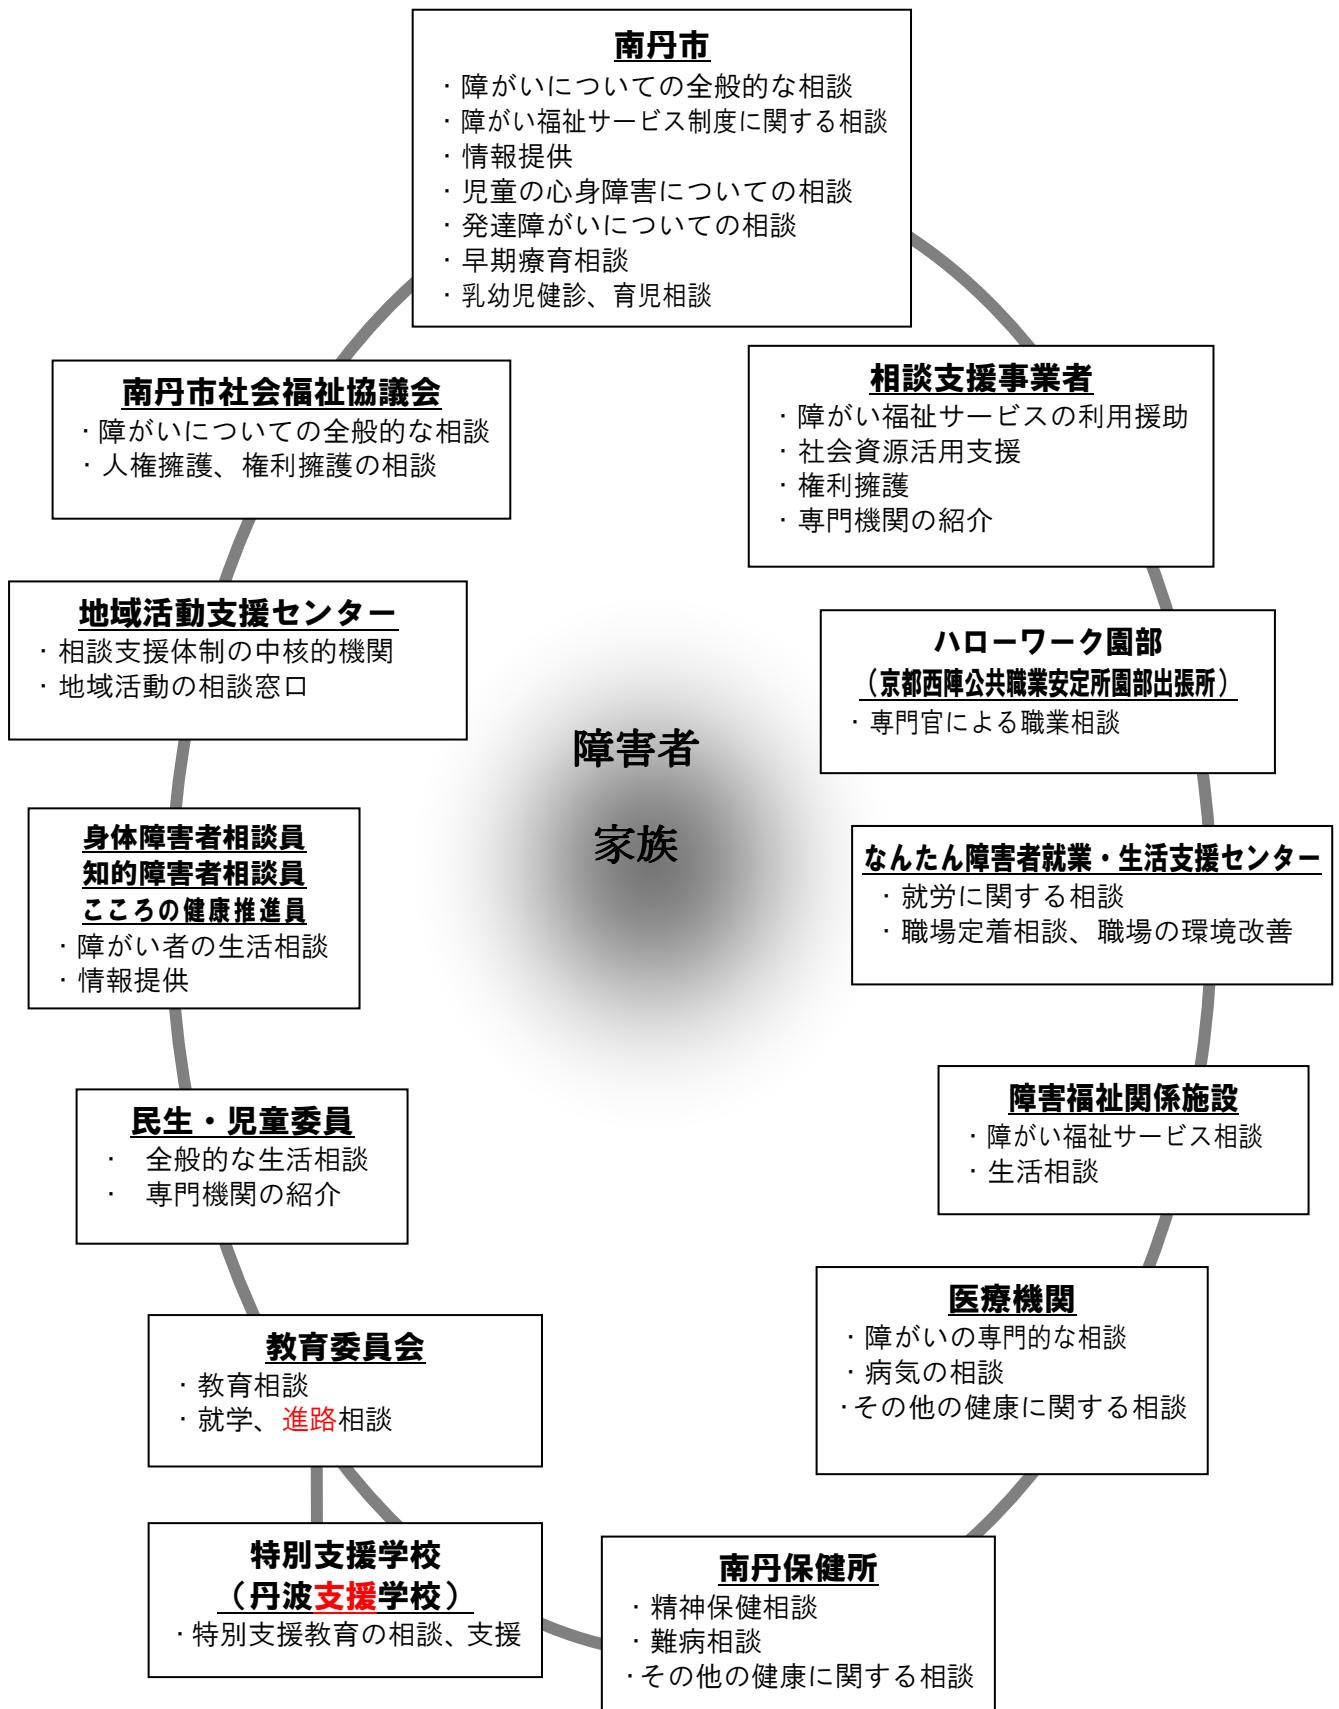 南丹市
・障がいについての全般的な相談
・障がい福祉サービス制度に関する相談
・情報提供
・児童の心身障害についての相談
・発達障がいについての相談
・早期療育相談
・乳幼児健診、育児相談
南丹市社会福祉協議会
・障がいについての全般的な相談
・人権擁護、権利擁護の相談
相談支援事業者
・障がい福祉サービスの利用援助
・社会資源活用支援
・権利擁護
・専門機関の紹介
地域活動支援センター
・相談支援体制の中核的機関
・地域活動の相談窓口
ハローワーク園部
（京都西陣公共職業安定所園部出張所）
・専門官による職業相談
障害者
家族
身体障害者相談員
知的障害者相談員
こころの健康推進員
・障がい者の生活相談
・情報提供
なんたん障害者就業・生活支援センター
・就労に関する相談
・職場定着相談、職場の環境改善
民生・児童委員
・ 全般的な生活相談
・ 専門機関の紹介
障害福祉関係施設
・障がい福祉サービス相談
・生活相談
医療機関
・障がいの専門的な相談
・病気の相談
・その他の健康に関する相談
教育委員会
・教育相談
・就学、進路相談
特別支援学校
（丹波支援学校）
・特別支援教育の相談、支援
南丹保健所
・精神保健相談
・難病相談
・その他の健康に関する相談